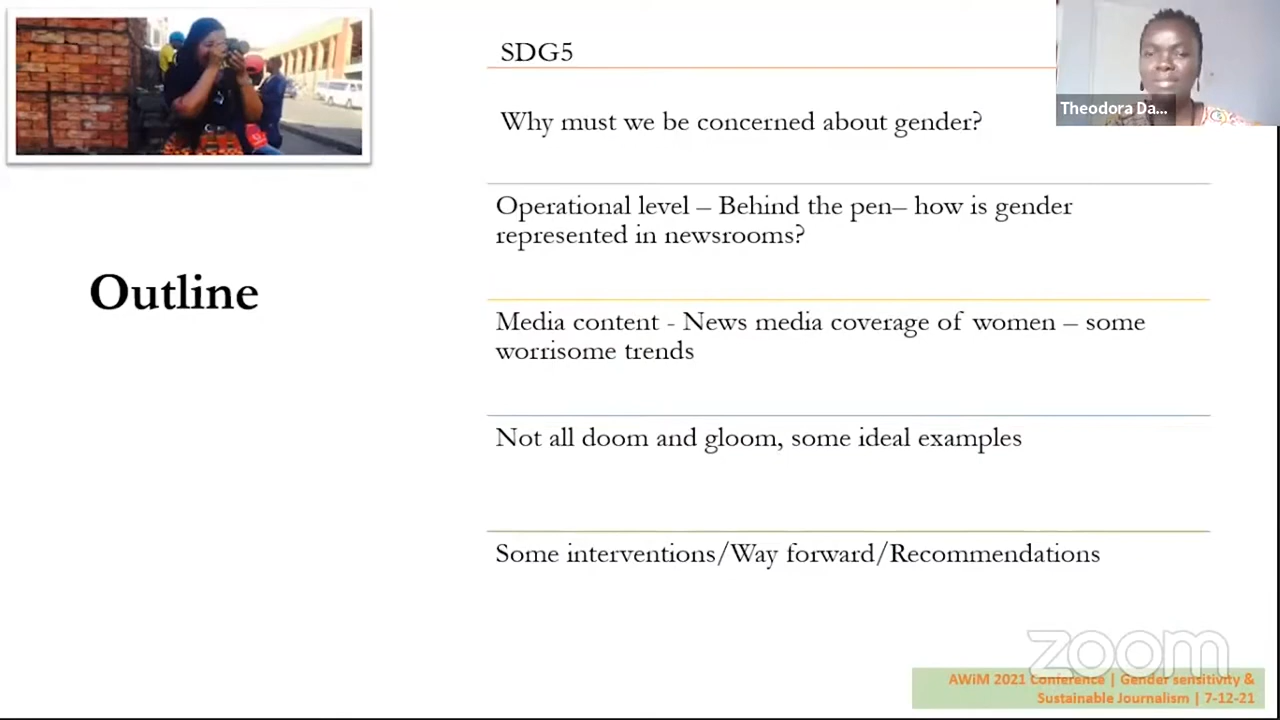 SDG5
Theodora Da...
Why must we be concerned about gender?
Operational level – Behind the pen– how is gender
represented in newsrooms?
Outline
Media content - News media coverage of women – some
worrisome trends
Not all doom and gloom, some ideal examples
Some interventions/Way forward/Recommendations
zoom
AWiM 2021 Conference | Gender sensitivity &
Sustainable Journalism | 7-12-21